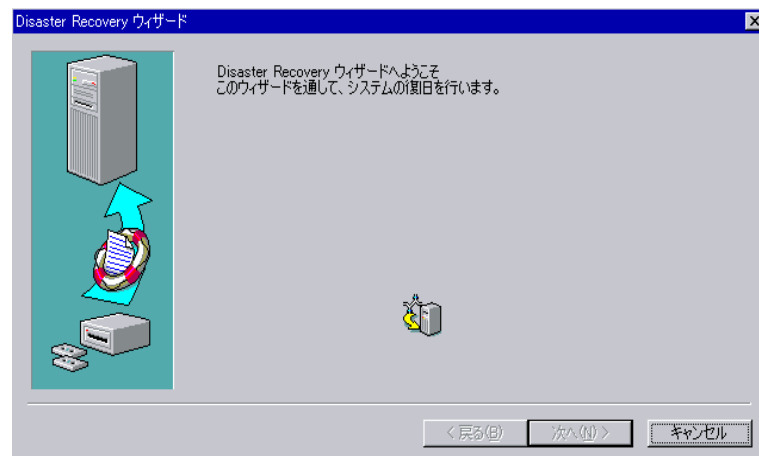 Disaster Recovery ウィザード
Disaster Recovery ウィザードへようこそ
このウィザードを通して、システムの復旧を行います。
< 戻る(B)
次へ(N) >
キャンセル